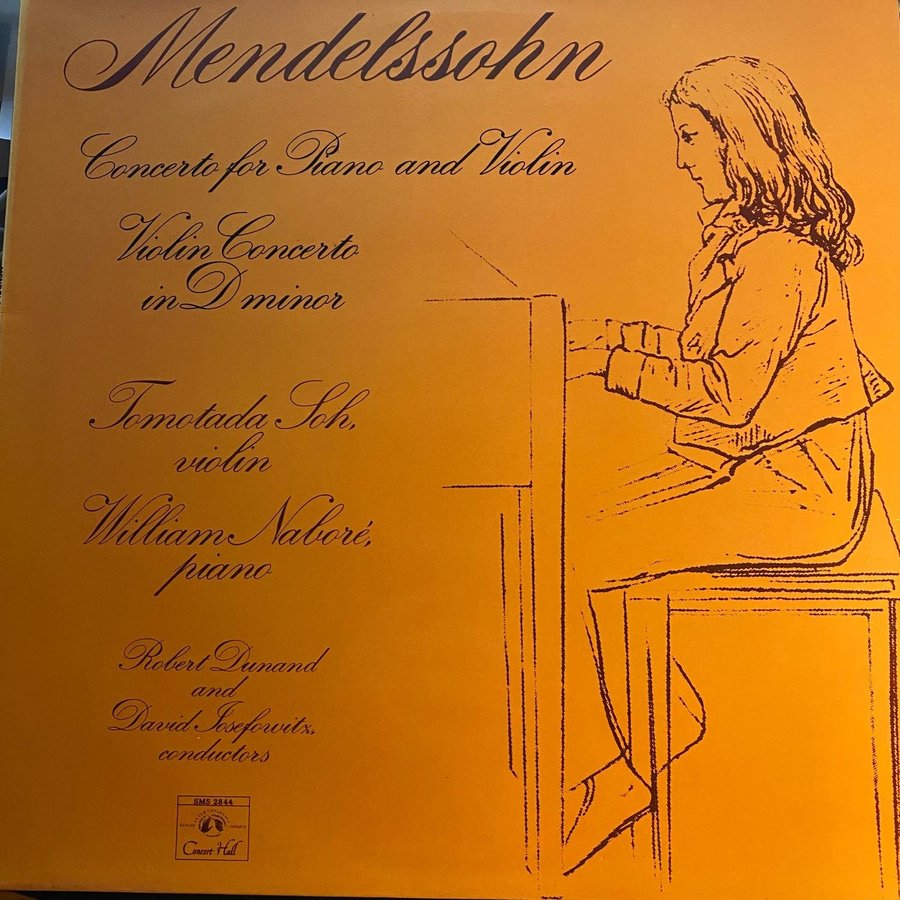 Mendelssohn
Concerto for Piano and Violin
Violin Concerto
in D minor
Tomotada Soh,
violin
William Naboré,
piano
Robert Dunand
and
David Josefowitz,
conductors
SMS 2844
Concert Hall